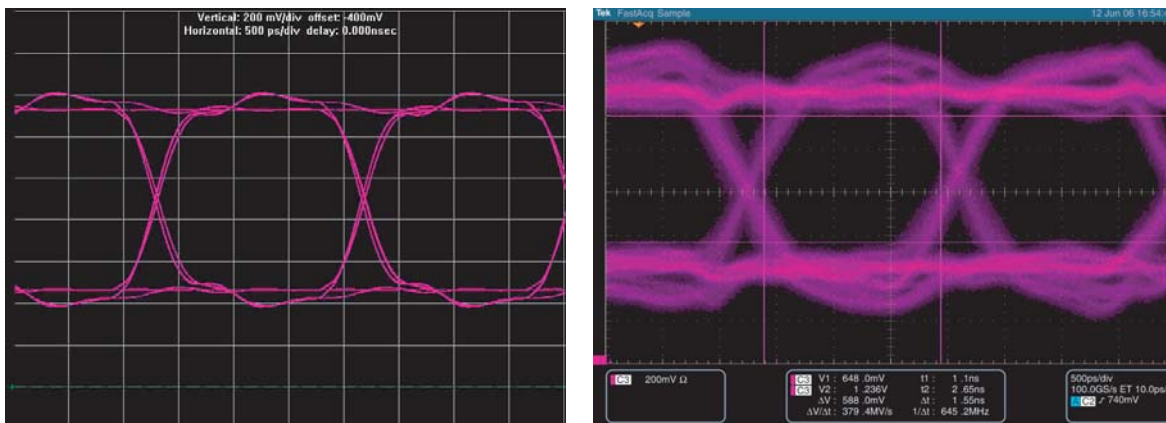 Vertical: 200 mV/div offset: -400mV
Horizontal: 500 ps/div delay: 0.000nsec
Tek FastAcq Sample 12 Jun 06 16:54
C3 200mV Ω
C3 V1 : 648 .0mV t1 : 1 .1ns
C3 V2 : 1 .236V t2 : 2 .65ns
ΔV : 588 .0mV Δt : 1 .55ns
ΔV/Δt : 379 .4MV/s 1/Δt : 645 .2MHz
500ps/div
100.0GS/s ET 10.0ps/
A C2 ƒ 740mV